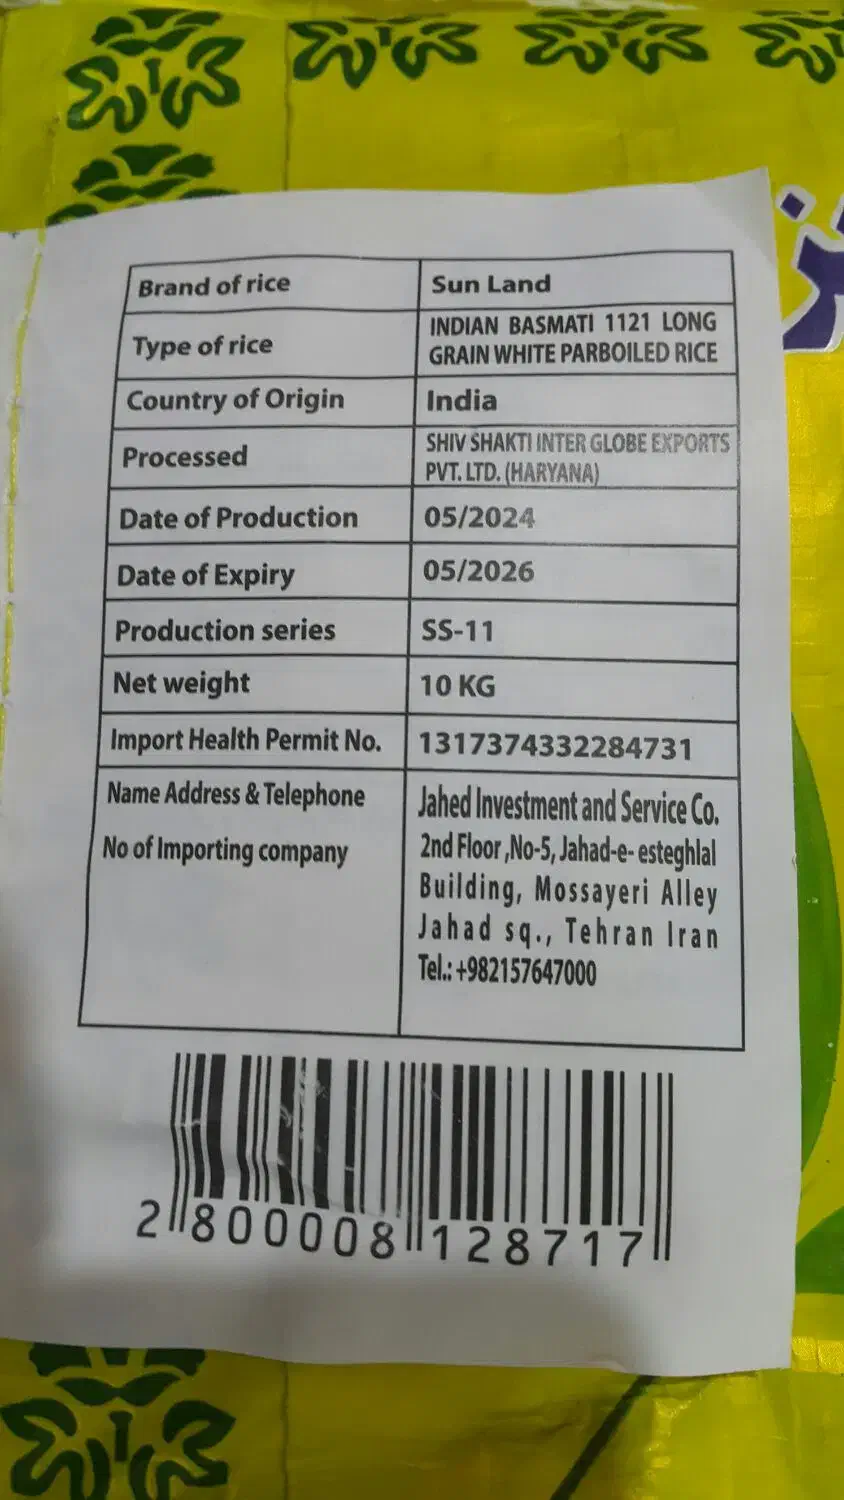 Brand of rice
Sun Land
Type of rice
INDIAN BASMATI 1121 LONG
GRAIN WHITE PARBOILED RICE
Country of Origin
India
Processed
SHIV SHAKTI INTER GLOBE EXPORTS
PVT. LTD. (HARYANA)
Date of Production
05/2024
Date of Expiry
05/2026
Production series
SS-11
Net weight
10 KG
Import Health Permit No.
1317374332284731
Name Address & Telephone
No of Importing company
Jahed Investment and Service Co.
2nd Floor ,No-5, Jahad-e- esteghlal
Building, Mossayeri Alley
Jahad sq., Tehran Iran
Tel.: +982157647000
2 800008 128717